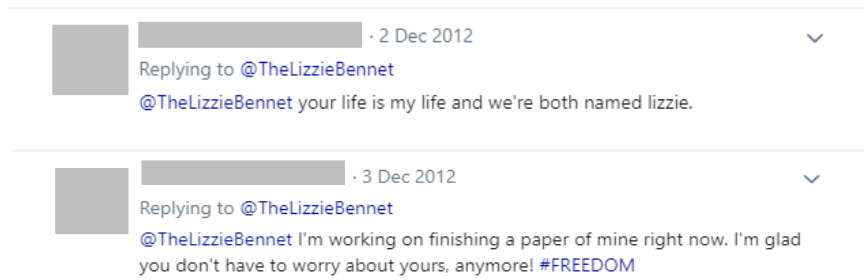 · 2 Dec 2012
Replying to @TheLizzieBennet
@TheLizzieBennet your life is my life and we're both named lizzie.
· 3 Dec 2012
Replying to @TheLizzieBennet
@TheLizzieBennet I'm working on finishing a paper of mine right now. I'm glad
you don't have to worry about yours, anymore! #FREEDOM